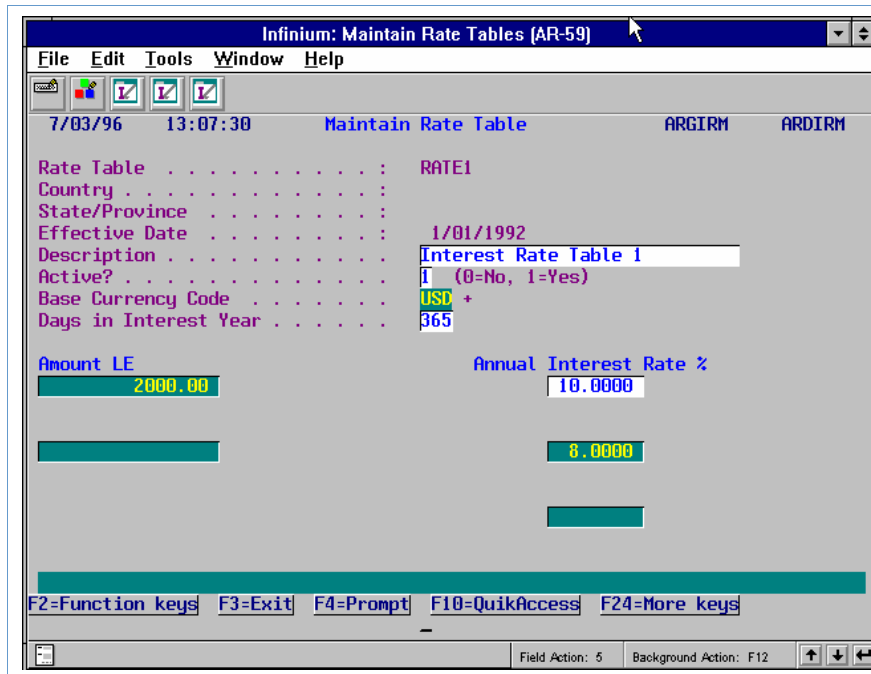 Infinium: Maintain Rate Tables (AR-59)
File Edit Tools Window Help
7/03/96 13:07:30 Maintain Rate Table ARGIRM ARDIRM
Rate Table . . . . . . . . . . : RATE1
Country . . . . . . . . . . . . :
State/Province . . . . . . . . :
Effective Date . . . . . . . . : 1/01/1992
Description . . . . . . . . . . . Interest Rate Table 1
Active? . . . . . . . . . . . . . 1 (0=No, 1=Yes)
Base Currency Code . . . . . . . USD +
Days in Interest Year . . . . . . 365
Amount LE Annual Interest Rate %
2000.00 10.0000
8.0000
F2=Function keys F3=Exit F4=Prompt F10=QuikAccess F24=More keys
Field Action: 5 Background Action: F12